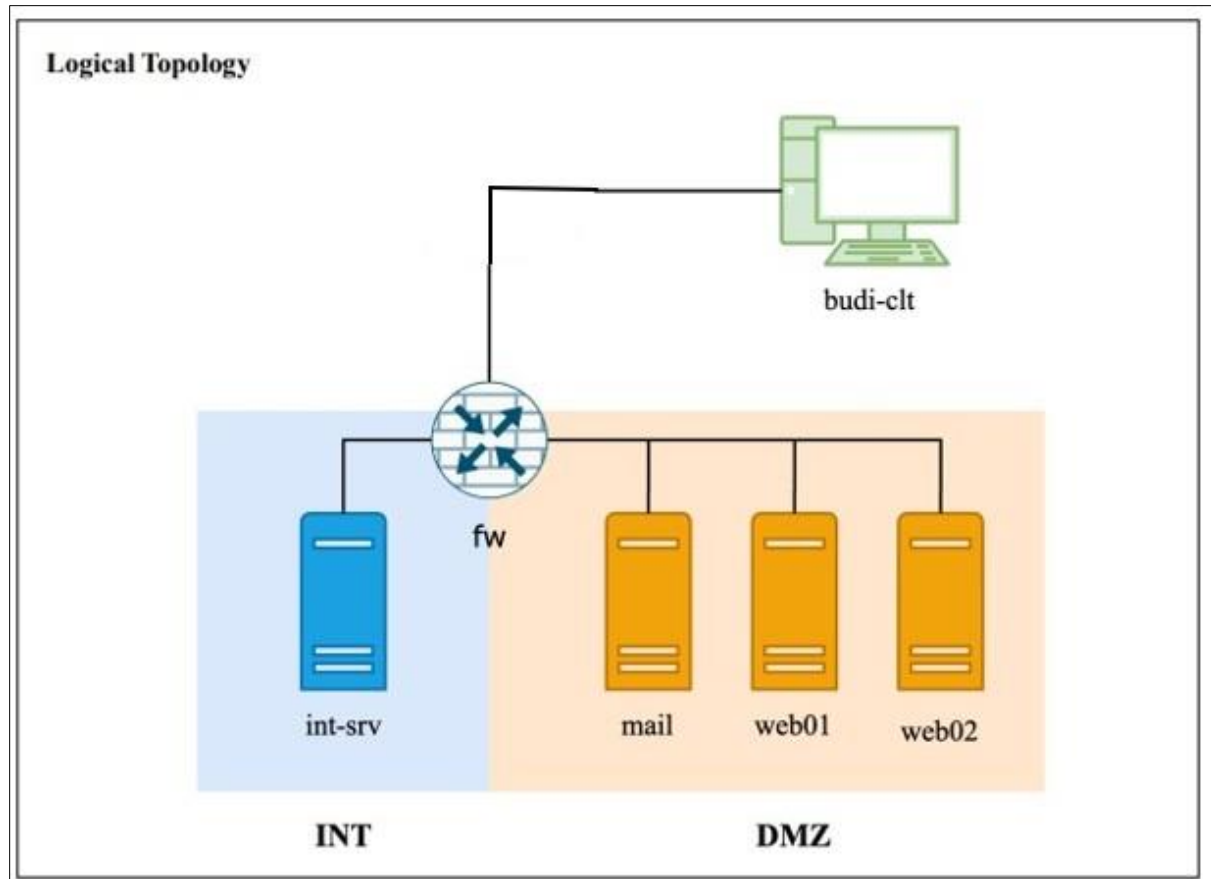 Logical Topology
budi-clt
fw
int-srv
mail
web01
web02
INT
DMZ